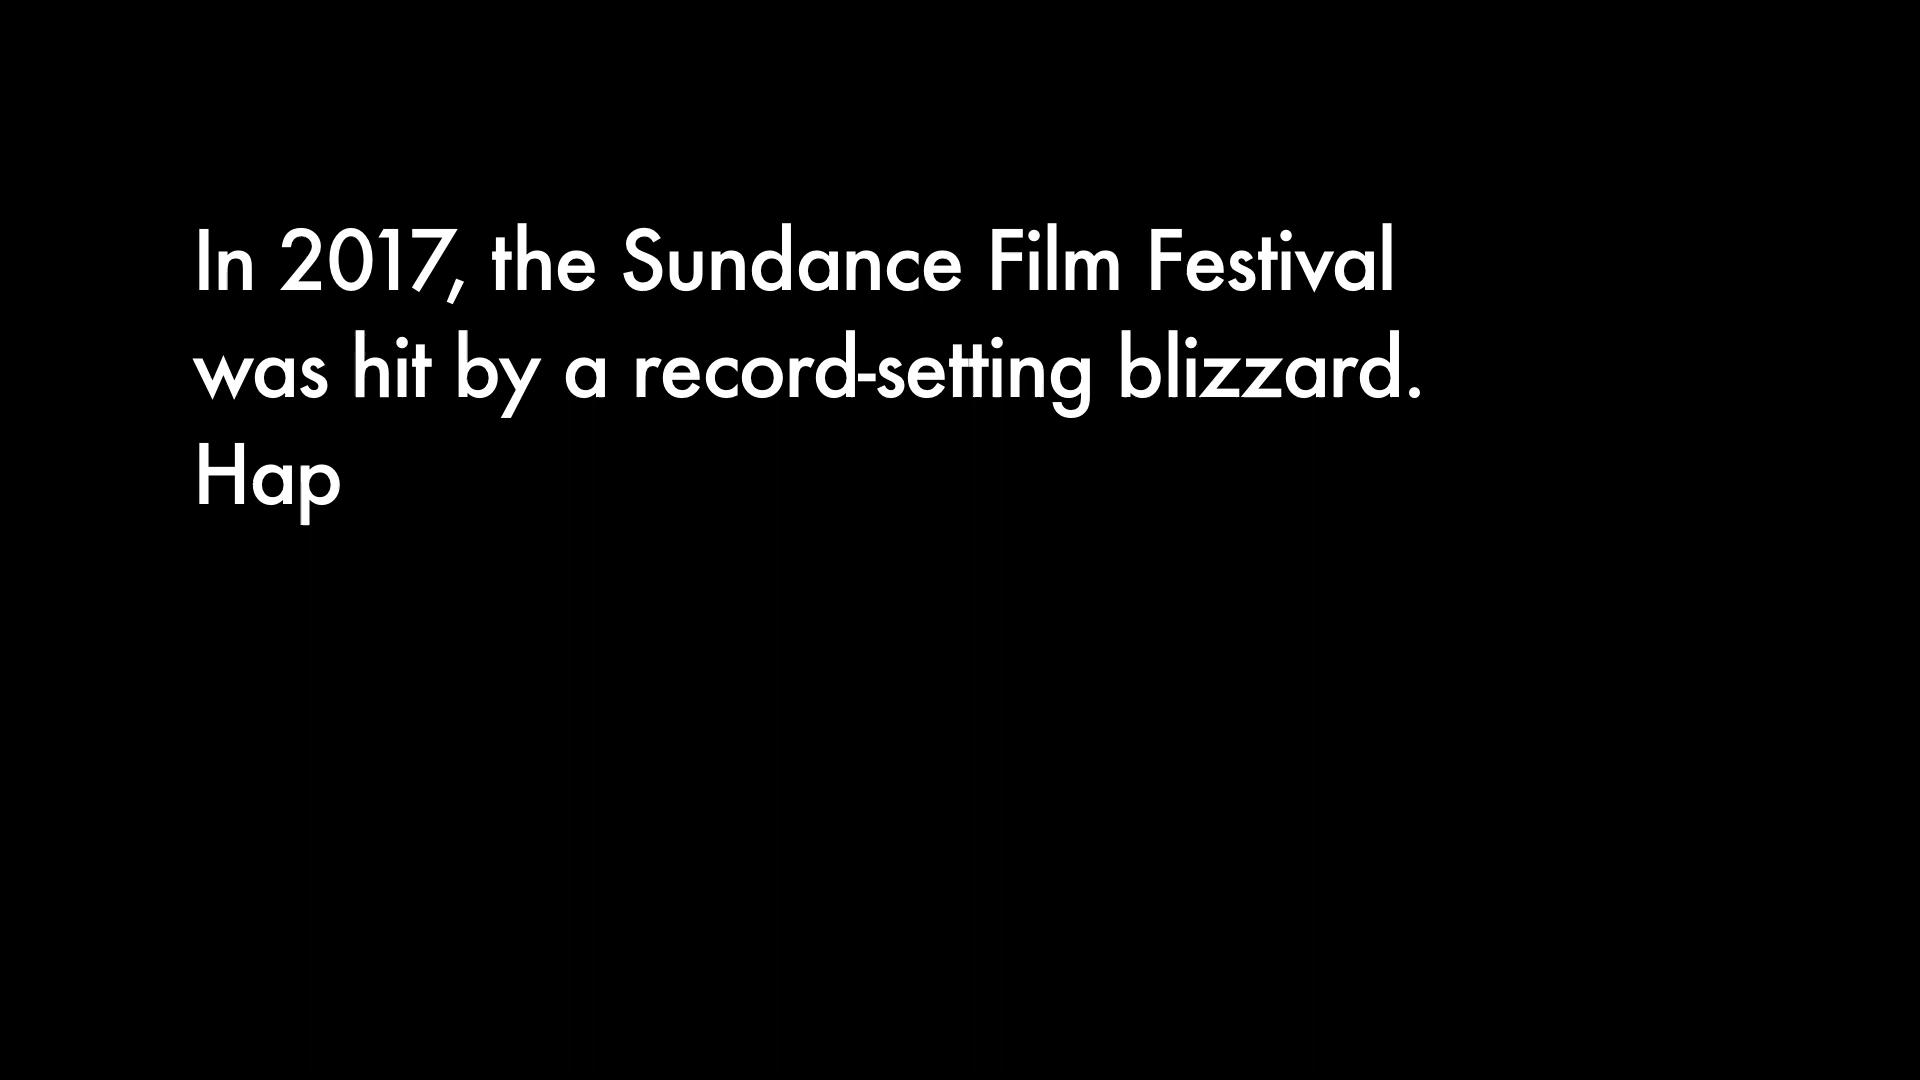 In 2017, the Sundance Film Festival
was hit by a record-setting blizzard.
Hap